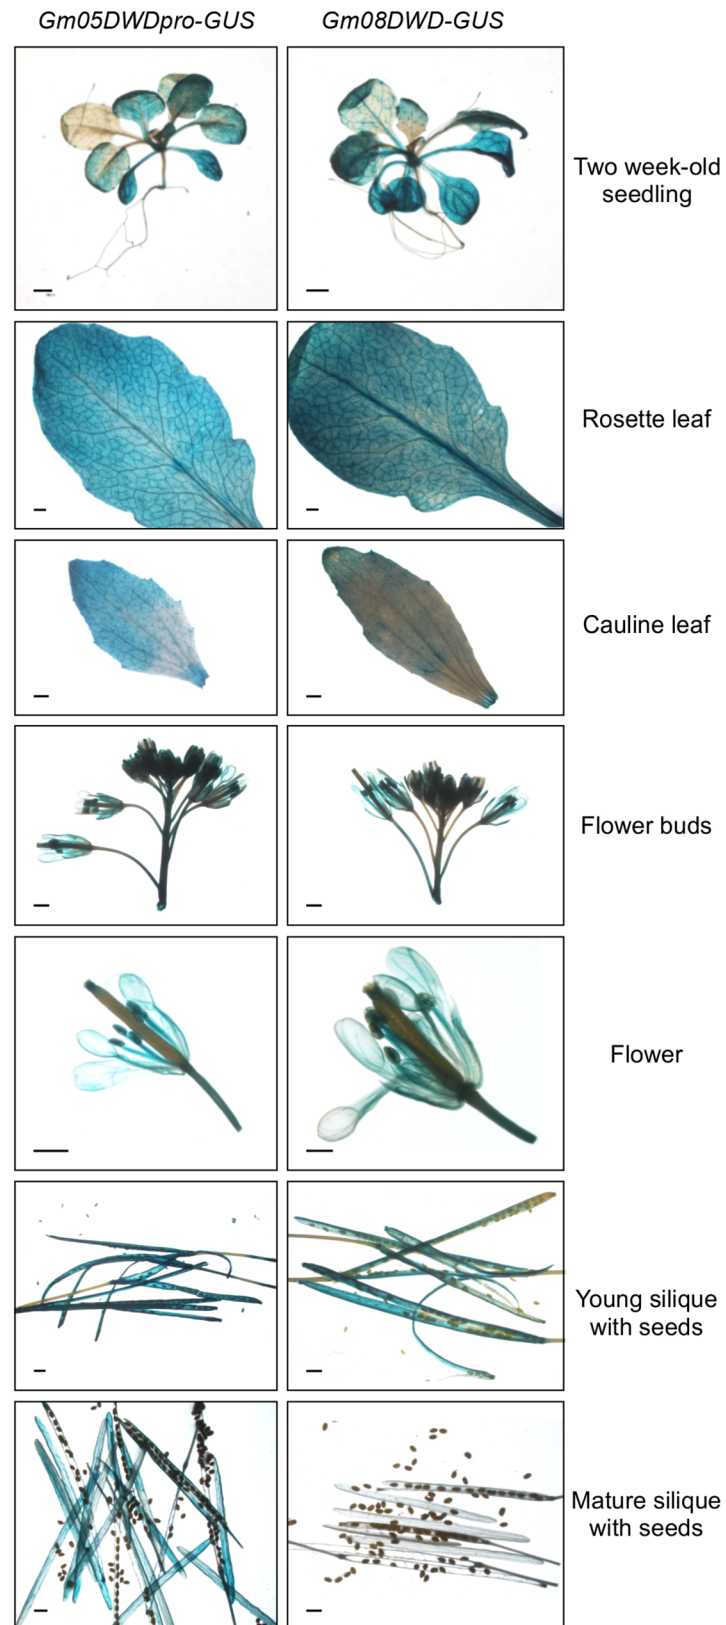 Gm05DWDpro-GUS
Gm08DWD-GUS
Two week-old
seedling
Rosette leaf
Cauline leaf
Flower buds
Flower
Young silique
with seeds
Mature silique
with seeds